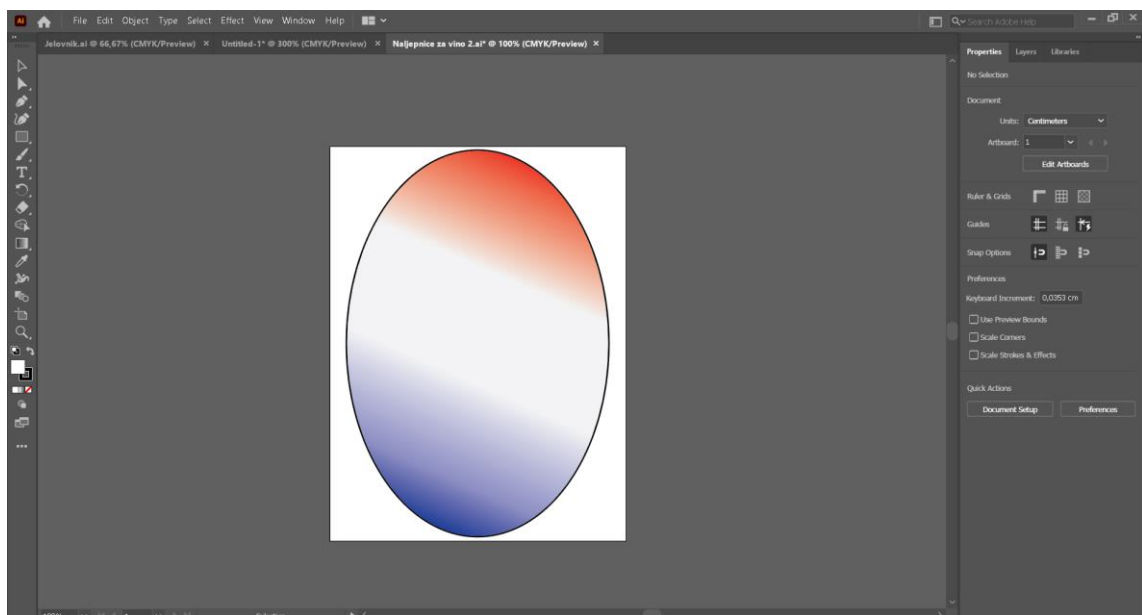 Ai File Edit Object Type Select Effect View Window Help Search Adobe Help
Jelovnik.ai @ 66,67% (CMYK/Preview) × Untitled-1* @ 300% (CMYK/Preview) × Naljepnice za vino 2.ai* @ 100% (CMYK/Preview) ×
Properties Layers Libraries
No Selection
Document
Units: Centimeters
Artboard: 1
Edit Artboards
Ruler & Grids
Guides
Snap Options
Preferences
Keyboard Increment: 0,0353 cm
Use Preview Bounds
Scale Corners
Scale Strokes & Effects
Quick Actions
Document Setup Preferences